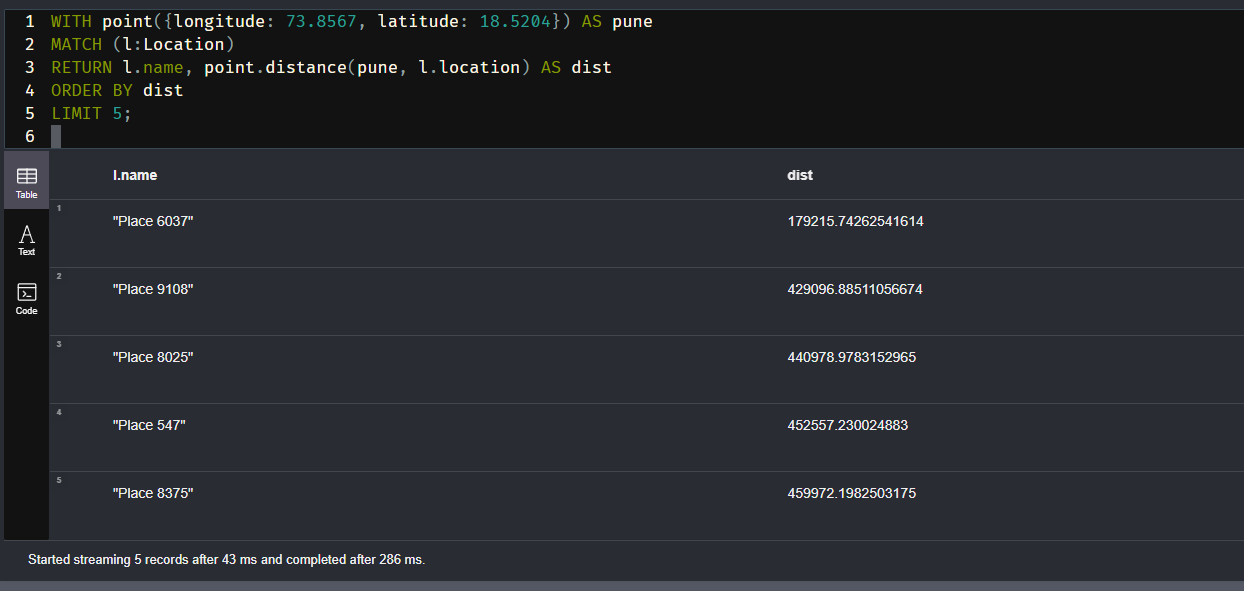 1 WITH point({longitude: 73.8567, latitude: 18.5204}) AS pune
2 MATCH (l:Location)
3 RETURN l.name, point.distance(pune, l.location) AS dist
4 ORDER BY dist
5 LIMIT 5;
6
Table
Text
Code
l.name dist
1 "Place 6037" 179215.74262541614
2 "Place 9108" 429096.88511056674
3 "Place 8025" 440978.9783152965
4 "Place 547" 452557.230024883
5 "Place 8375" 459972.1982503175
Started streaming 5 records after 43 ms and completed after 286 ms.